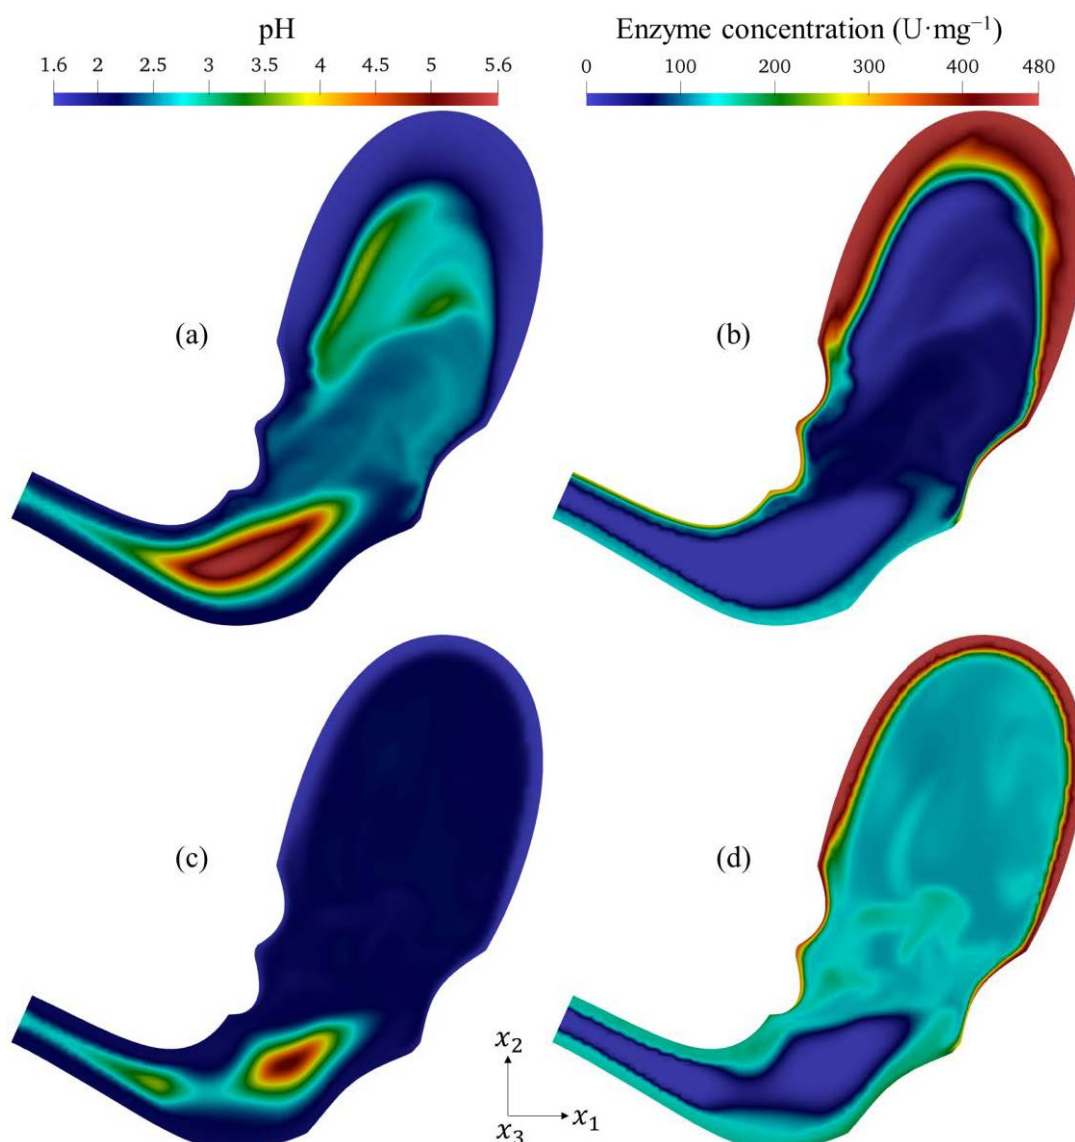 pH
Enzyme concentration (U·mg⁻¹)
1.6 2 2.5 3 3.5 4 4.5 5 5.6
0 100 200 300 400 480
(a)
(b)
(c)
(d)
x₂
x₃
x₁